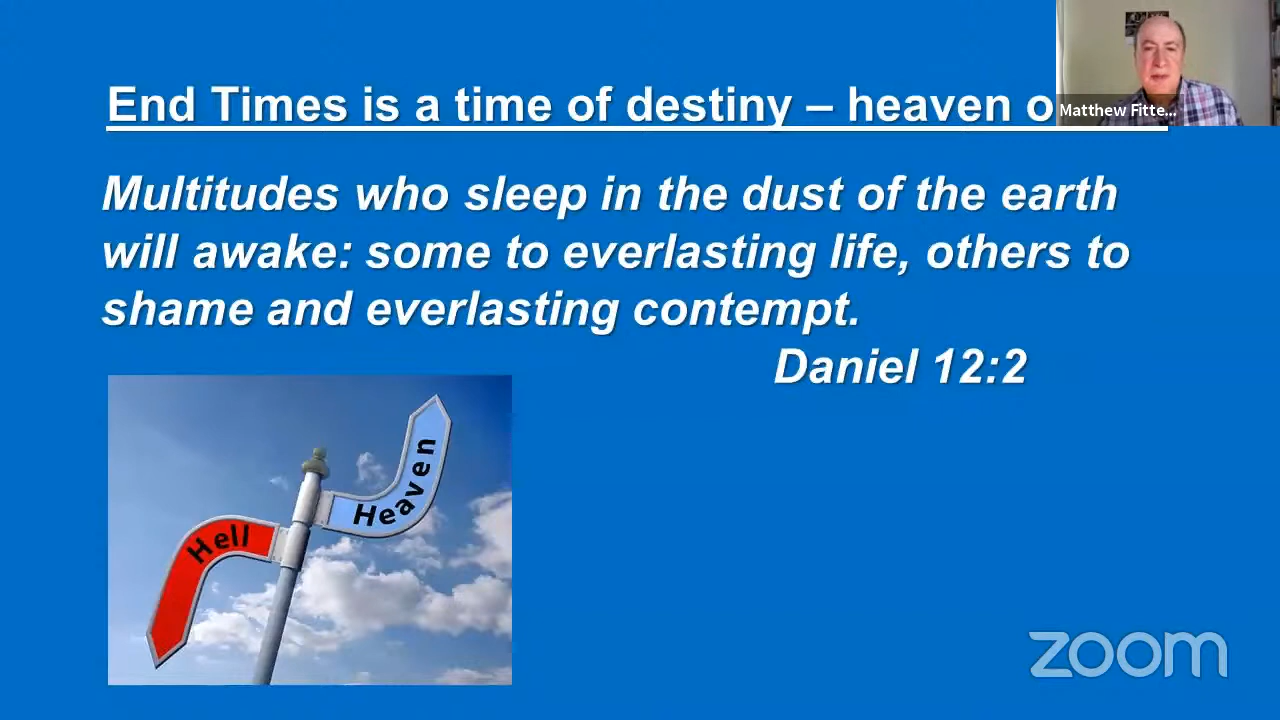 End Times is a time of destiny – heaven o
Matthew Fitte...
Multitudes who sleep in the dust of the earth
will awake: some to everlasting life, others to
shame and everlasting contempt.
Daniel 12:2
Heaven
Hell
zoom